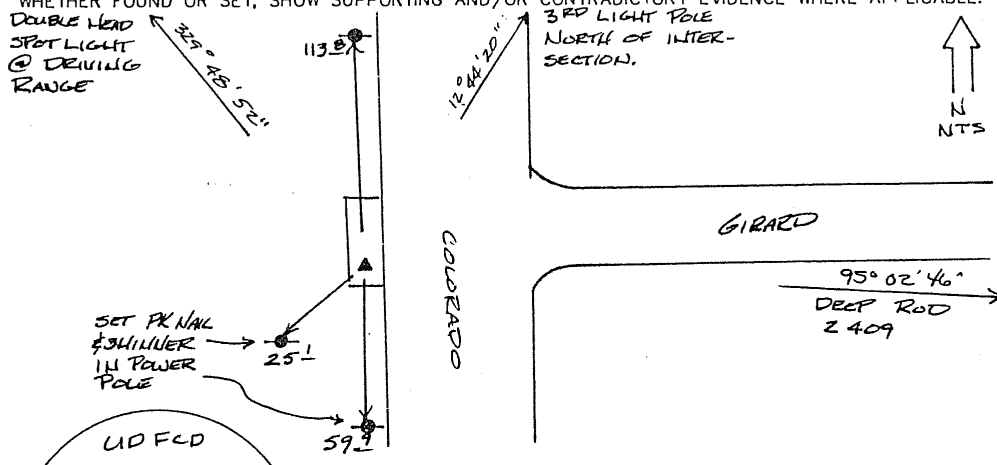 WHETHER FOUND OR SET, SHOW SUPPORTING AND/OR CONTRADICTORY EVIDENCE WHERE APPLICABLE.
DOUBLE HEAD
SPOT LIGHT
@ DRIVING
RANGE
329° 48' 52"
113.8
12° 44' 20"
3RD LIGHT POLE
NORTH OF INTER-
SECTION.
N
NTS
GIRARD
COLORADO
95° 02' 46"
DEEP ROD
2409
SET PK NAIL
& SHINNER
IN POWER
POLE
25.1
59.9
UDFCD